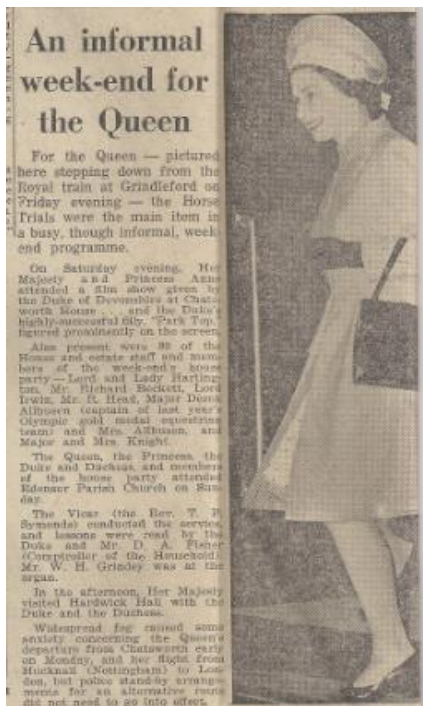 An informal
week-end for
the Queen
For the Queen — pictured
here stepping down from the
Royal train at Grindleford on
Friday evening — the Horse
Trials were the main item in
a busy, though informal, week-
end programme.
On Saturday evening, Her
Majesty and Princess Anne
attended a film show given by
the Duke of Devonshire at Chats-
worth House . . . and the Duke's
highly-successful filly, "Park Top,"
figured prominently on the screen.
Also present were 90 of the
House and estate staff and mem-
bers of the week-end's house
party — Lord and Lady Harting-
ton, Mr. Richard Beckett, Lord
Irwin, Mr. R. Head, Major Derek
Allhusen (captain of last year's
Olympic gold medal equestrian
team) and Mrs. Allhusen, and
Major and Mrs. Knight.
The Queen, the Princess, the
Duke and Duchess, and members
of the house party attended
Edensor Parish Church on Sun-
day.
The Vicar (the Rev. T. P.
Symonds) conducted the service,
and lessons were read by the
Duke and Mr. D. A. Fisher
(Comptroller of the Household).
Mr. W. H. Grindey was at the
organ.
In the afternoon, Her Majesty
visited Hardwick Hall with the
Duke and the Duchess.
Widespread fog caused some
anxiety concerning the Queen's
departure from Chatsworth early
on Monday, and her flight from
Hucknall (Nottingham) to Lon-
don, but police stand-by arrange-
ments for an alternative route
did not need to go into effect.